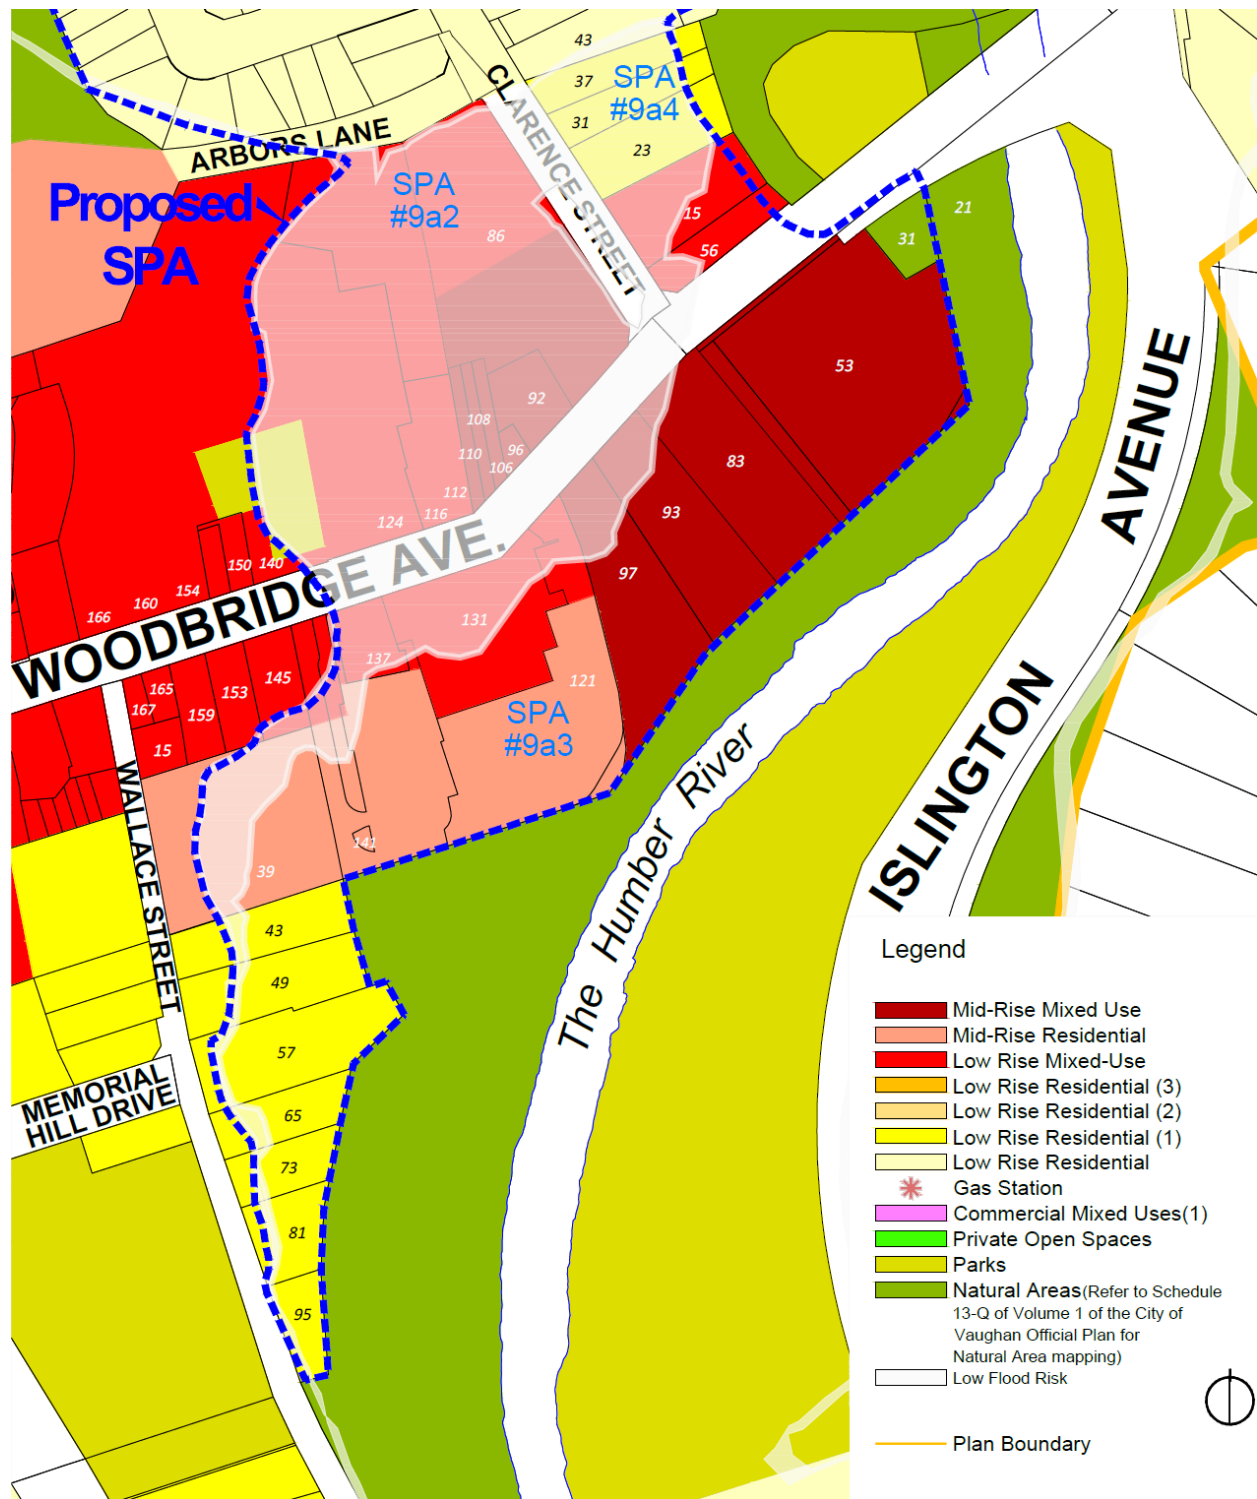 43
37
31
23
SPA
#9a4
CLARENCE STREET
ARBORS LANE
Proposed
SPA
SPA
#9a2
86
15
56
21
31
53
92
108
96
110
106
112
116
124
83
93
97
150
140
154
160
166
WOODBRIDGE AVE.
131
137
121
145
153
165
167
159
15
SPA
#9a3
WALLACE STREET
141
39
43
49
57
65
73
81
95
MEMORIAL
HILL DRIVE
The Humber River
ISLINGTON AVENUE
Legend
Mid-Rise Mixed Use
Mid-Rise Residential
Low Rise Mixed-Use
Low Rise Residential (3)
Low Rise Residential (2)
Low Rise Residential (1)
Low Rise Residential
Gas Station
Commercial Mixed Uses(1)
Private Open Spaces
Parks
Natural Areas(Refer to Schedule
13-Q of Volume 1 of the City of
Vaughan Official Plan for
Natural Area mapping)
Low Flood Risk
Plan Boundary